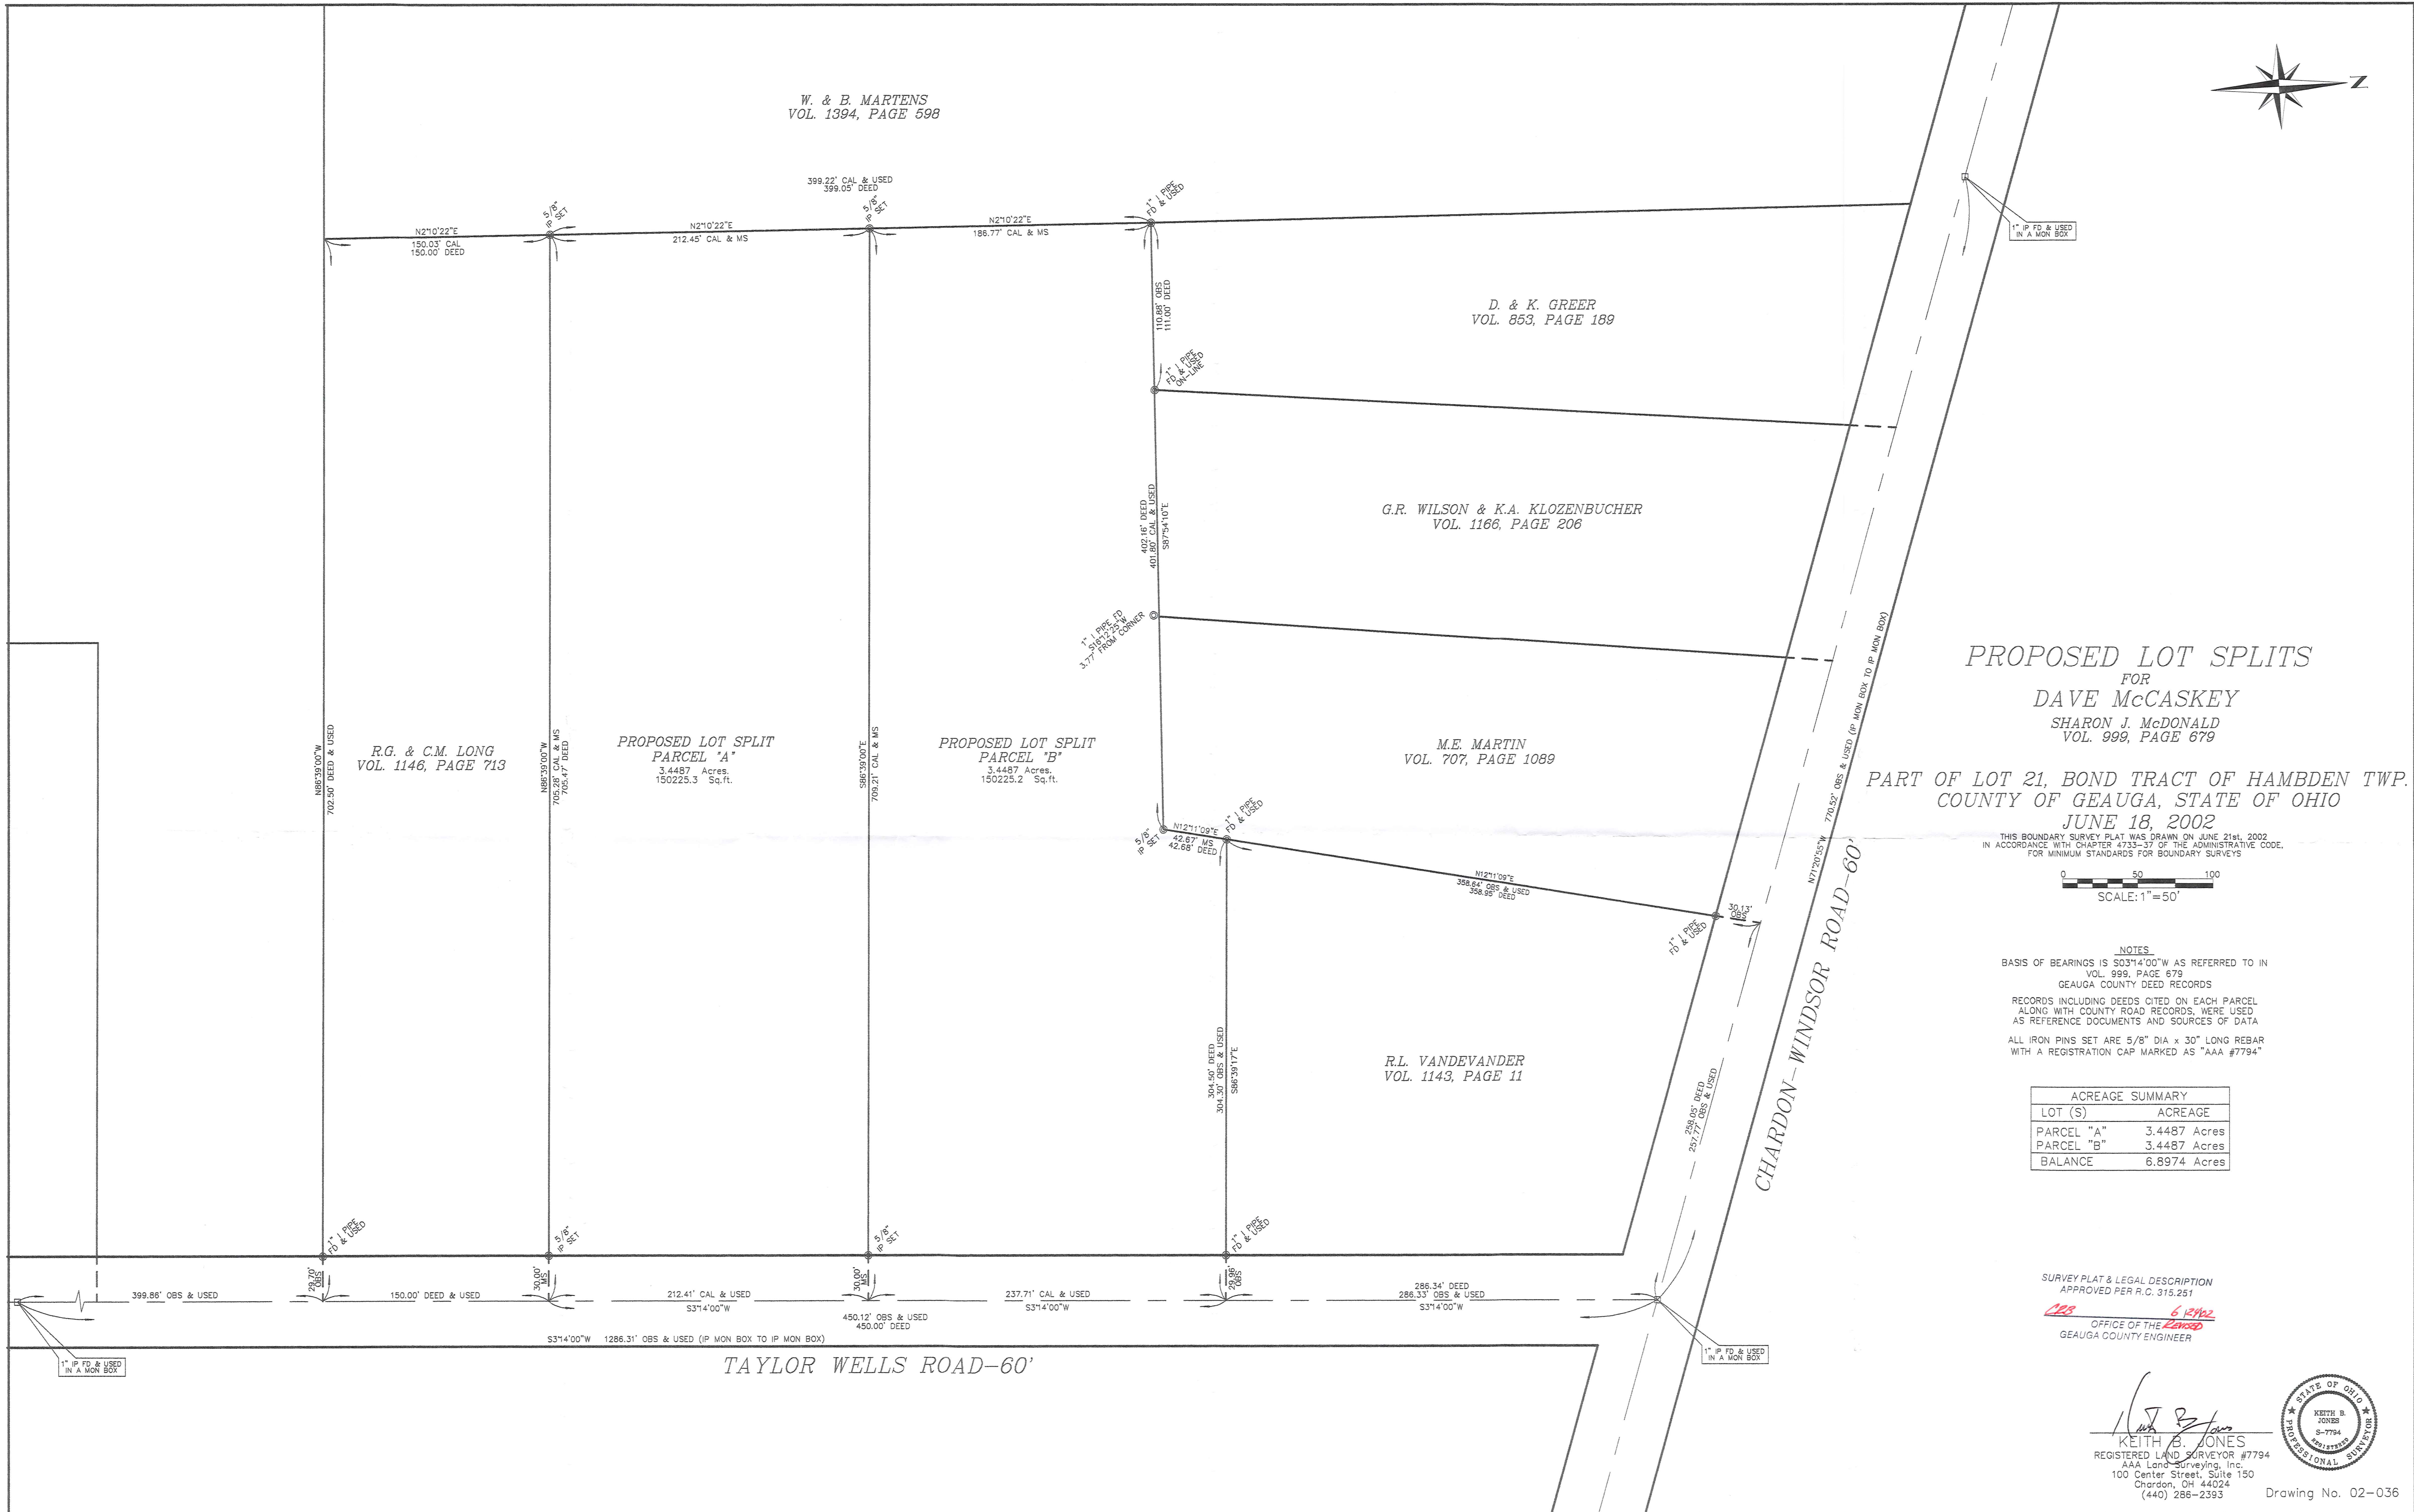 W. & B. MARTENS
VOL. 1394, PAGE 598
Z
399.22' CAL & USED
399.05' DEED
5/8"
IP SET
5/8"
IP SET
1" I PIPE
FD & USED
N2°10'22"E
150.03' CAL
150.00' DEED
N2°10'22"E
212.45' CAL & MS
N2°10'22"E
186.77' CAL & MS
1" IP FD & USED
IN A MON BOX
110.88' OBS
111.00' DEED
D. & K. GREER
VOL. 853, PAGE 189
1" I PIPE
FD & USED
ON-LINE
402.16' DEED
401.80' CAL & USED
S87°54'10"E
G.R. WILSON & K.A. KLOZENBUCHER
VOL. 1166, PAGE 206
1" I PIPE FD
S18°12'25"W
3.77' FROM CORNER
N86°39'00"W
702.50' DEED & USED
R.G. & C.M. LONG
VOL. 1146, PAGE 713
N86°39'00"W
705.28' CAL & MS
705.47' DEED
PROPOSED LOT SPLIT
PARCEL "A"
3.4487 Acres.
150225.3 Sq.ft.
S86°39'00"E
709.21' CAL & MS
PROPOSED LOT SPLIT
PARCEL "B"
3.4487 Acres.
150225.2 Sq.ft.
M.E. MARTIN
VOL. 707, PAGE 1089
5/8"
IP SET
N12°11'09"E
42.67' MS
42.68' DEED
1" I PIPE
FD & USED
N12°11'09"E
358.64' OBS & USED
358.95' DEED
1" I PIPE
FD & USED
30.13'
OBS
N71°20'55"W 770.52' OBS & USED (IP MON BOX TO IP MON BOX)
CHARDON-WINDSOR ROAD-60'
304.50' DEED
304.30' OBS & USED
S86°39'17"E
R.L. VANDEVANDER
VOL. 1143, PAGE 11
258.05' DEED
257.77' OBS & USED
1" I PIPE
FD & USED
5/8"
IP SET
5/8"
IP SET
1" I PIPE
FD & USED
29.70'
OBS
30.00'
MS
30.00'
MS
29.96'
OBS
399.86' OBS & USED
150.00' DEED & USED
212.41' CAL & USED
S3°14'00"W
237.71' CAL & USED
S3°14'00"W
286.34' DEED
286.33' OBS & USED
S3°14'00"W
450.12' OBS & USED
450.00' DEED
S3°14'00"W 1286.31' OBS & USED (IP MON BOX TO IP MON BOX)
1" IP FD & USED
IN A MON BOX
TAYLOR WELLS ROAD-60'
1" IP FD & USED
IN A MON BOX
PROPOSED LOT SPLITS
FOR
DAVE McCASKEY
SHARON J. McDONALD
VOL. 999, PAGE 679
PART OF LOT 21, BOND TRACT OF HAMBDEN TWP.
COUNTY OF GEAUGA, STATE OF OHIO
JUNE 18, 2002
THIS BOUNDARY SURVEY PLAT WAS DRAWN ON JUNE 21st, 2002
IN ACCORDANCE WITH CHAPTER 4733-37 OF THE ADMINISTRATIVE CODE,
FOR MINIMUM STANDARDS FOR BOUNDARY SURVEYS
0 50 100
SCALE: 1"=50'
NOTES
BASIS OF BEARINGS IS S03°14'00"W AS REFERRED TO IN
VOL. 999, PAGE 679
GEAUGA COUNTY DEED RECORDS
RECORDS INCLUDING DEEDS CITED ON EACH PARCEL
ALONG WITH COUNTY ROAD RECORDS, WERE USED
AS REFERENCE DOCUMENTS AND SOURCES OF DATA
ALL IRON PINS SET ARE 5/8" DIA x 30" LONG REBAR
WITH A REGISTRATION CAP MARKED AS "AAA #7794"
ACREAGE SUMMARY
LOT (S) ACREAGE
PARCEL "A" 3.4487 Acres
PARCEL "B" 3.4487 Acres
BALANCE 6.8974 Acres
SURVEY PLAT & LEGAL DESCRIPTION
APPROVED PER R.C. 315.251
OFFICE OF THE REVISED
GEAUGA COUNTY ENGINEER
KEITH B. JONES
REGISTERED LAND SURVEYOR #7794
AAA Land Surveying, Inc.
100 Center Street, Suite 150
Chardon, OH 44024
(440) 286-2393
STATE OF OHIO
KEITH B.
JONES
S-7794
REGISTERED
PROFESSIONAL SURVEYOR
Drawing No. 02-036